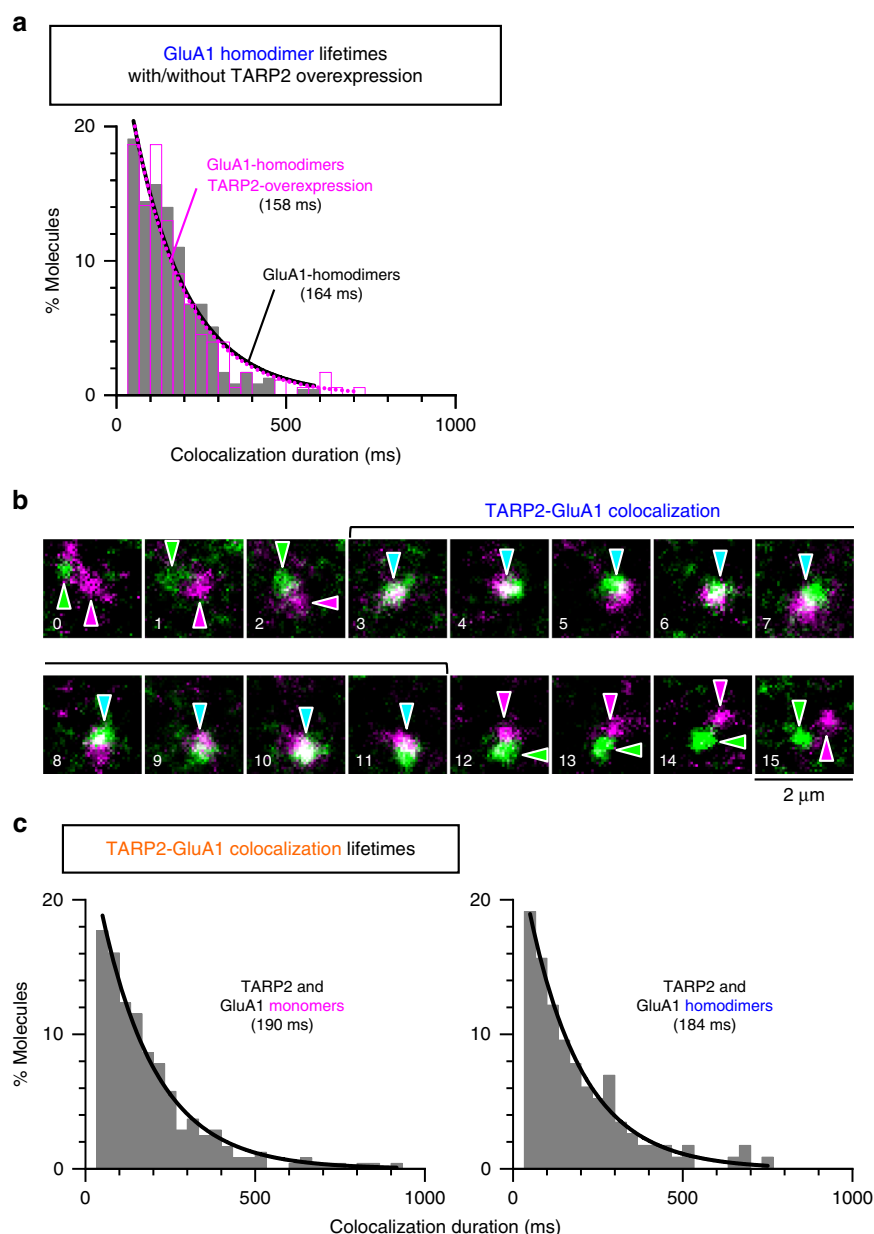 a
GluA1 homodimer lifetimes
with/without TARP2 overexpression
20
10
0
% Molecules
GluA1-homodimers
TARP2-overexpression
(158 ms)
GluA1-homodimers
(164 ms)
0 500 1000
Colocalization duration (ms)
b
TARP2-GluA1 colocalization
0 1 2 3 4 5 6 7
8 9 10 11 12 13 14 15
2 μm
c
TARP2-GluA1 colocalization lifetimes
20
10
0
% Molecules
TARP2 and
GluA1 monomers
(190 ms)
0 500 1000
20
10
0
TARP2 and
GluA1 homodimers
(184 ms)
0 500 1000
Colocalization duration (ms)